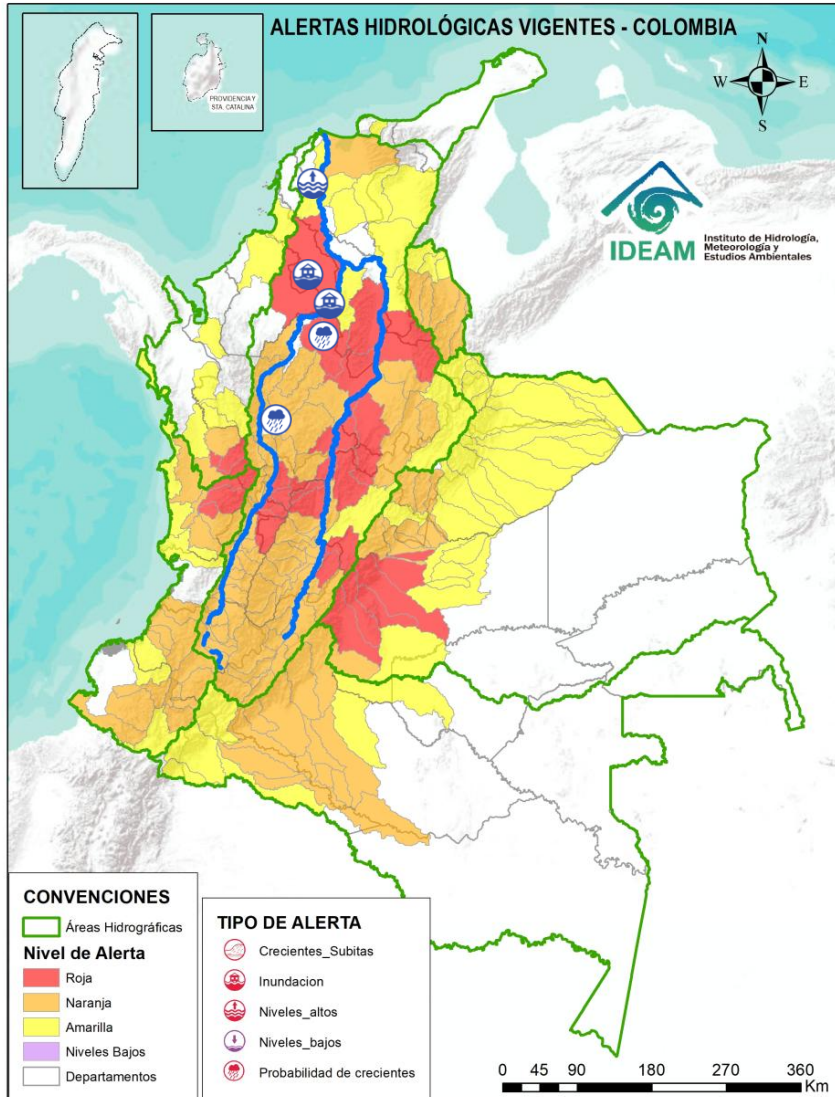 ALERTAS HIDROLÓGICAS VIGENTES - COLOMBIA
PROVIDENCIA Y
STA. CATALINA
N
W
E
S
IDEAM
Instituto de Hidrología,
Meteorología y
Estudios Ambientales
CONVENCIONES
Áreas Hidrográficas
Nivel de Alerta
Roja
Naranja
Amarilla
Niveles Bajos
Departamentos
TIPO DE ALERTA
Crecientes_Subitas
Inundacion
Niveles_altos
Niveles_bajos
Probabilidad de crecientes
0 45 90 180 270 360
Km